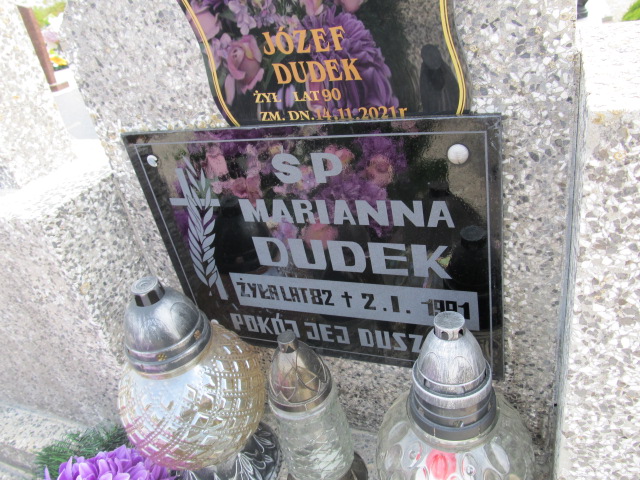 JÓZEF
DUDEK
ŻYŁ LAT 90
ZM. DN. 14.11.2021r
SP
MARIANNA
DUDEK
ŻYŁA LAT 82 + 2.I. 1991
POKÓJ JEJ